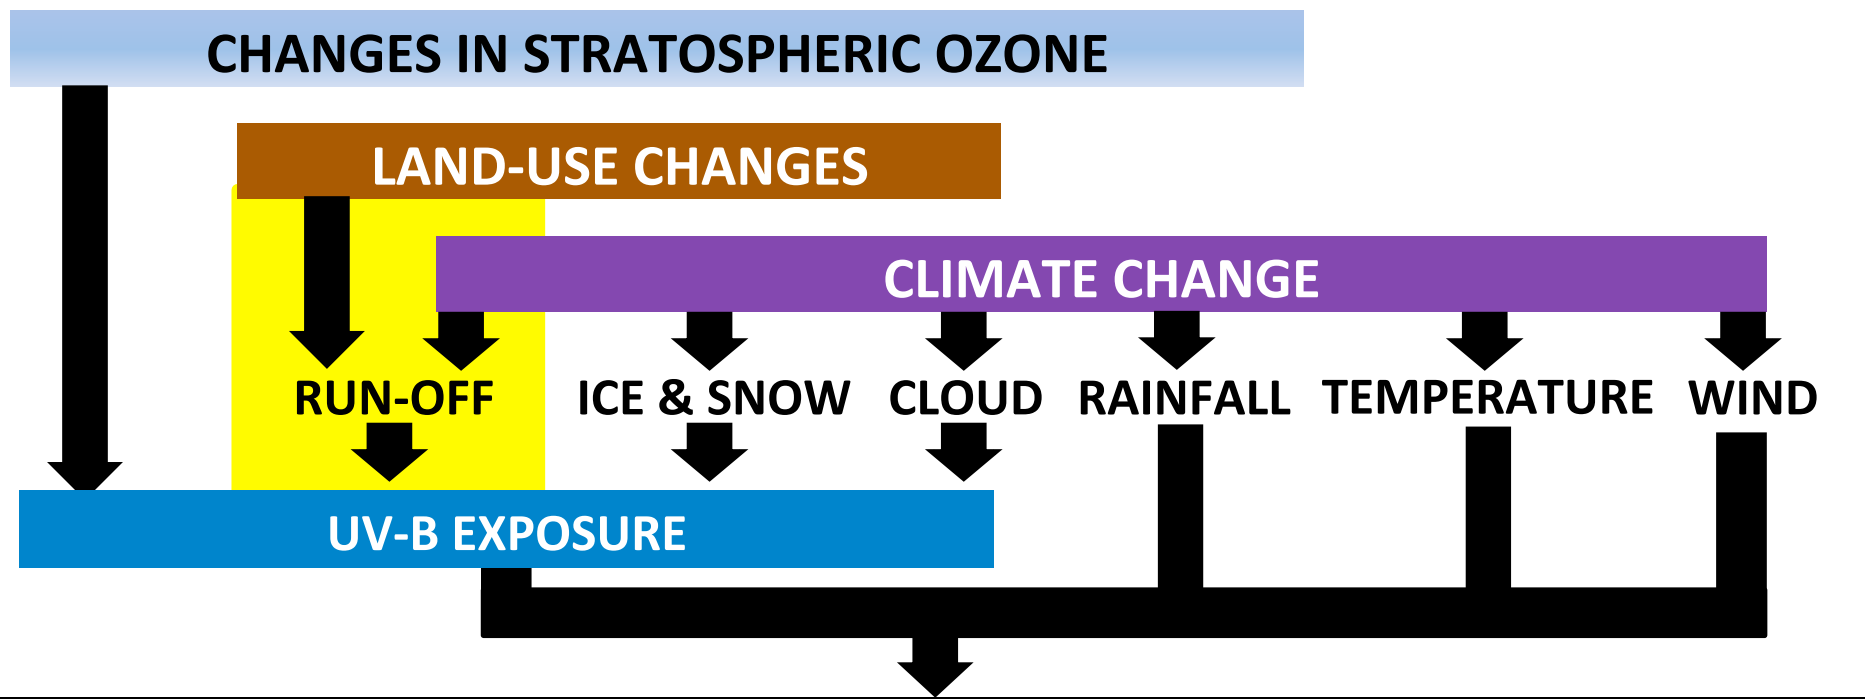 CHANGES IN STRATOSPHERIC OZONE
LAND-USE CHANGES
CLIMATE CHANGE
RUN-OFF ICE & SNOW CLOUD RAINFALL TEMPERATURE WIND
UV-B EXPOSURE